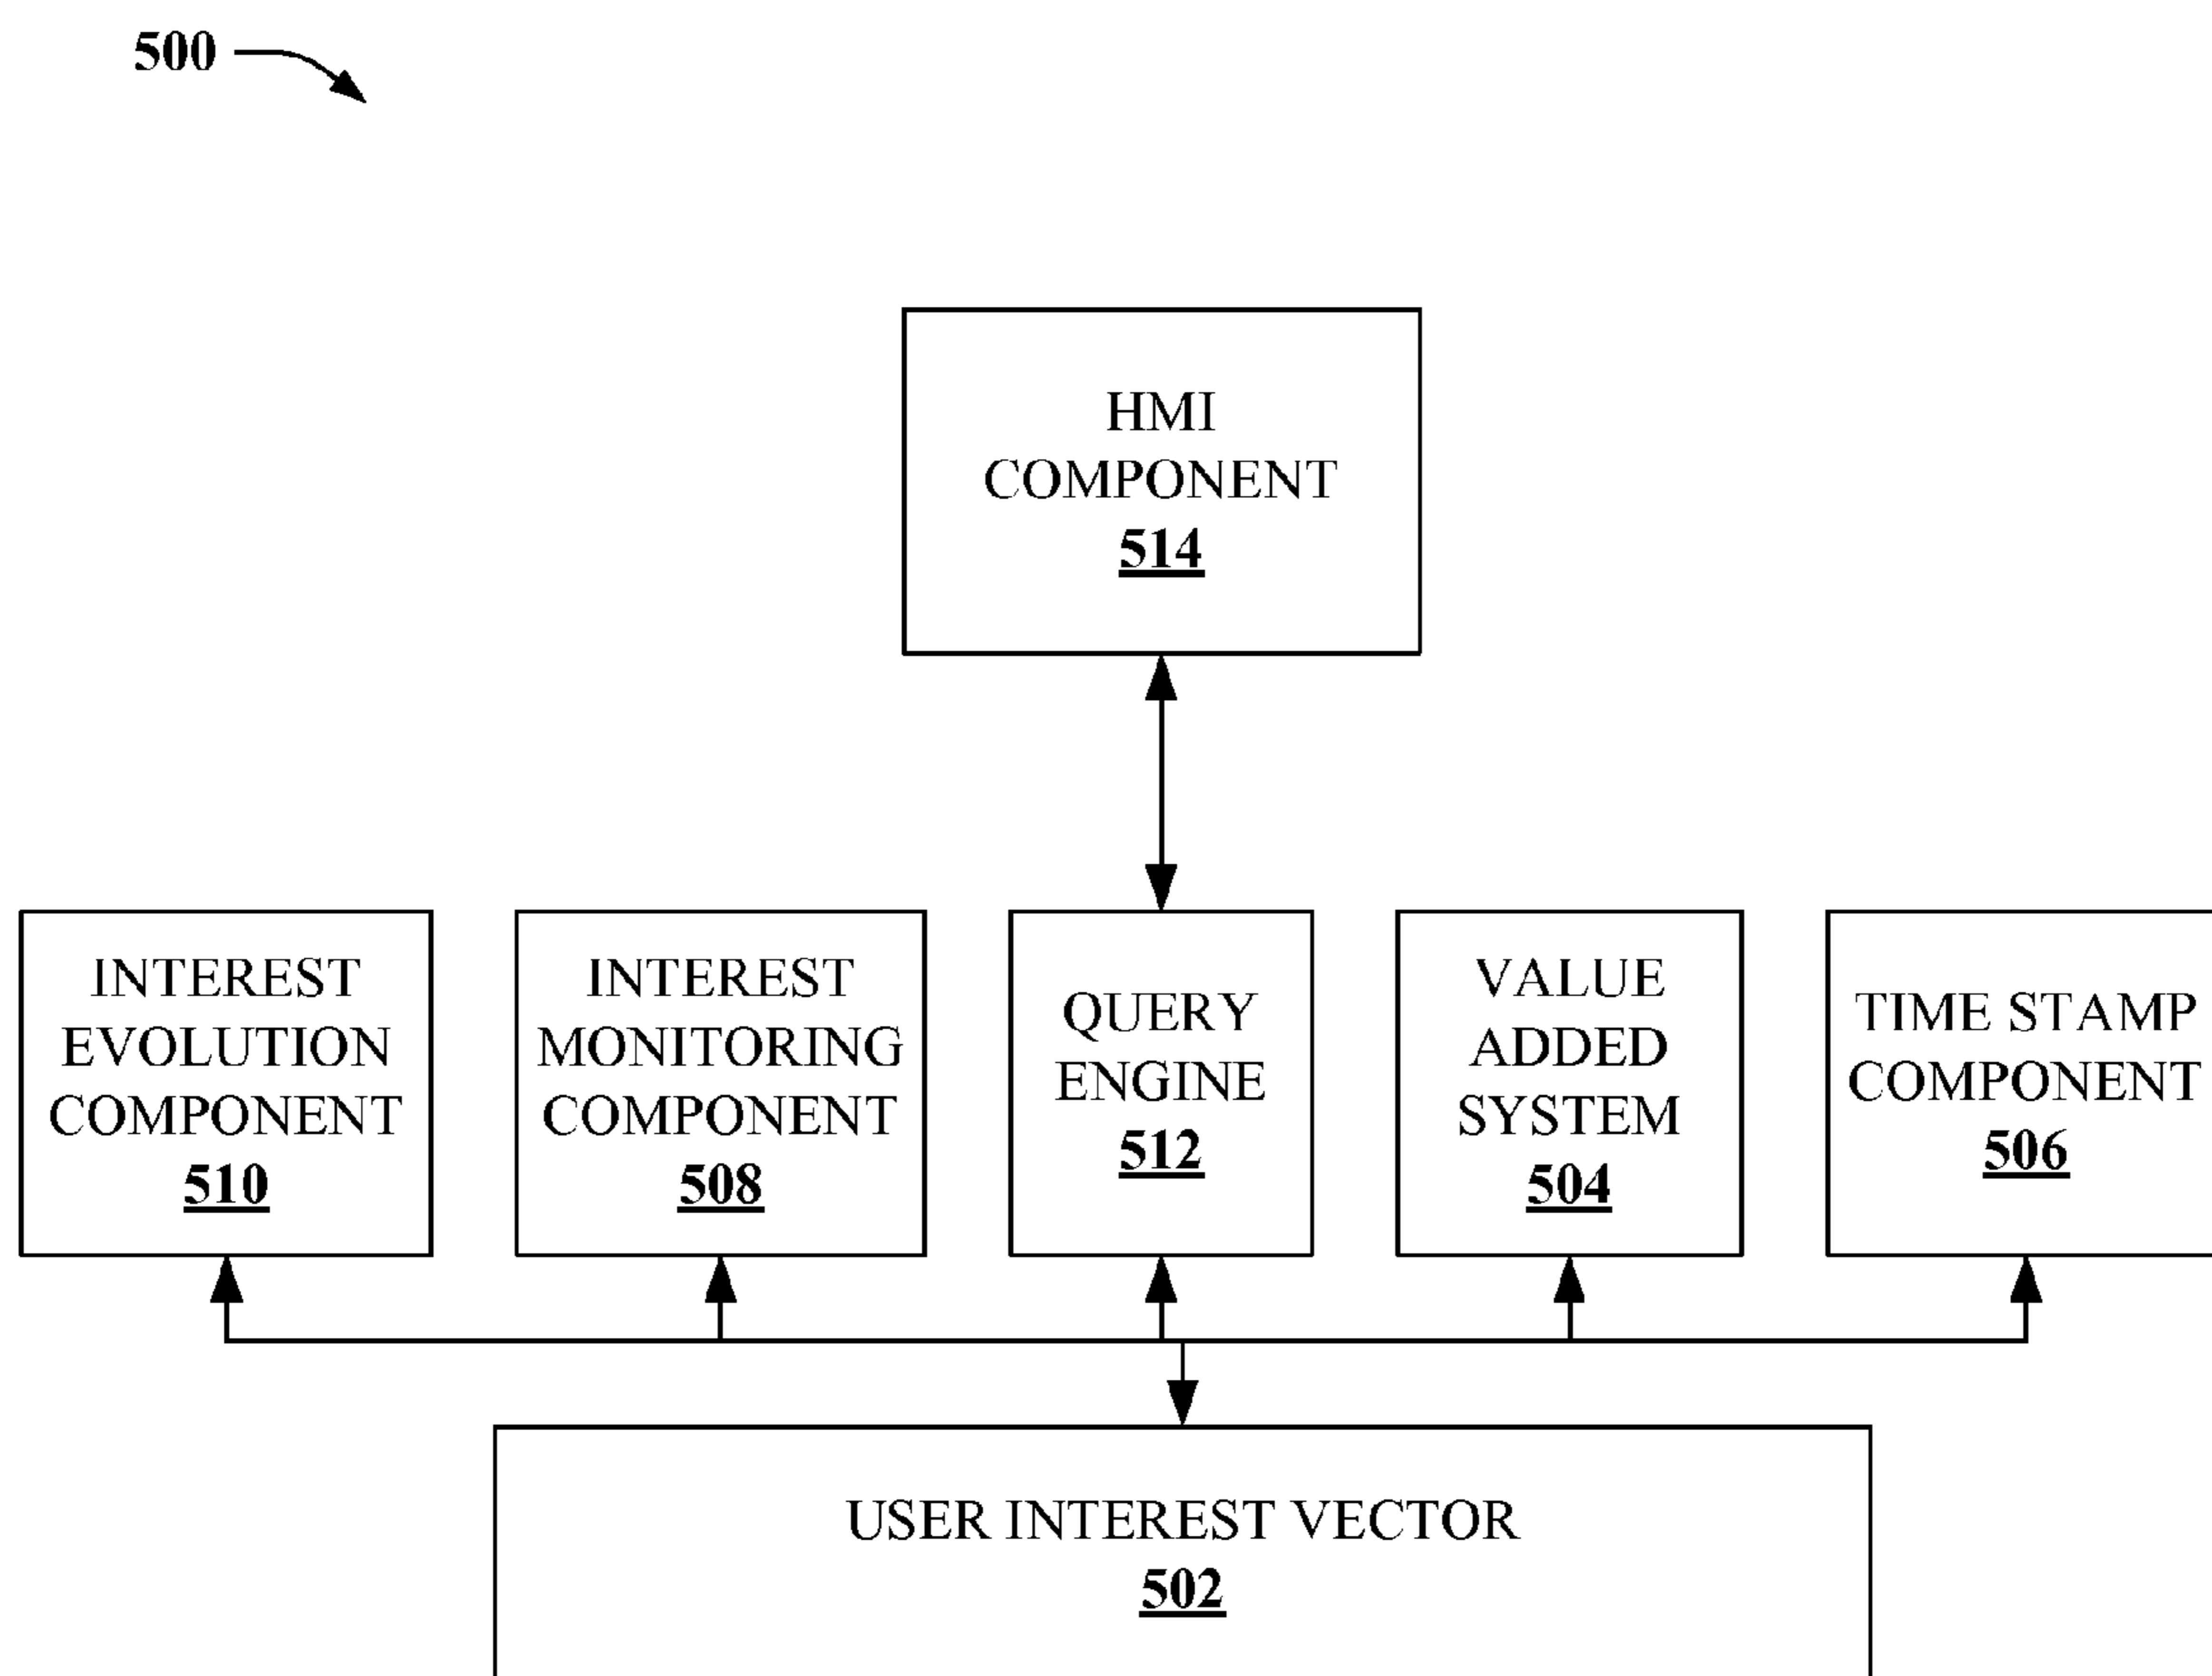 500
HMI
COMPONENT
514
INTEREST
EVOLUTION
COMPONENT
510
INTEREST
MONITORING
COMPONENT
508
QUERY
ENGINE
512
VALUE
ADDED
SYSTEM
504
TIME STAMP
COMPONENT
506
USER INTEREST VECTOR
502